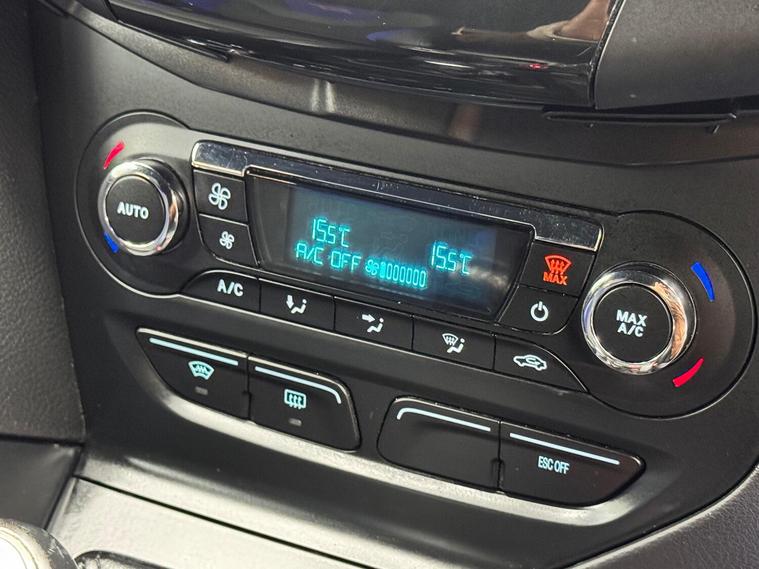 AUTO
15.5°C
15.5°C
A/C OFF
MAX
A/C
MAX
A/C
ESC OFF